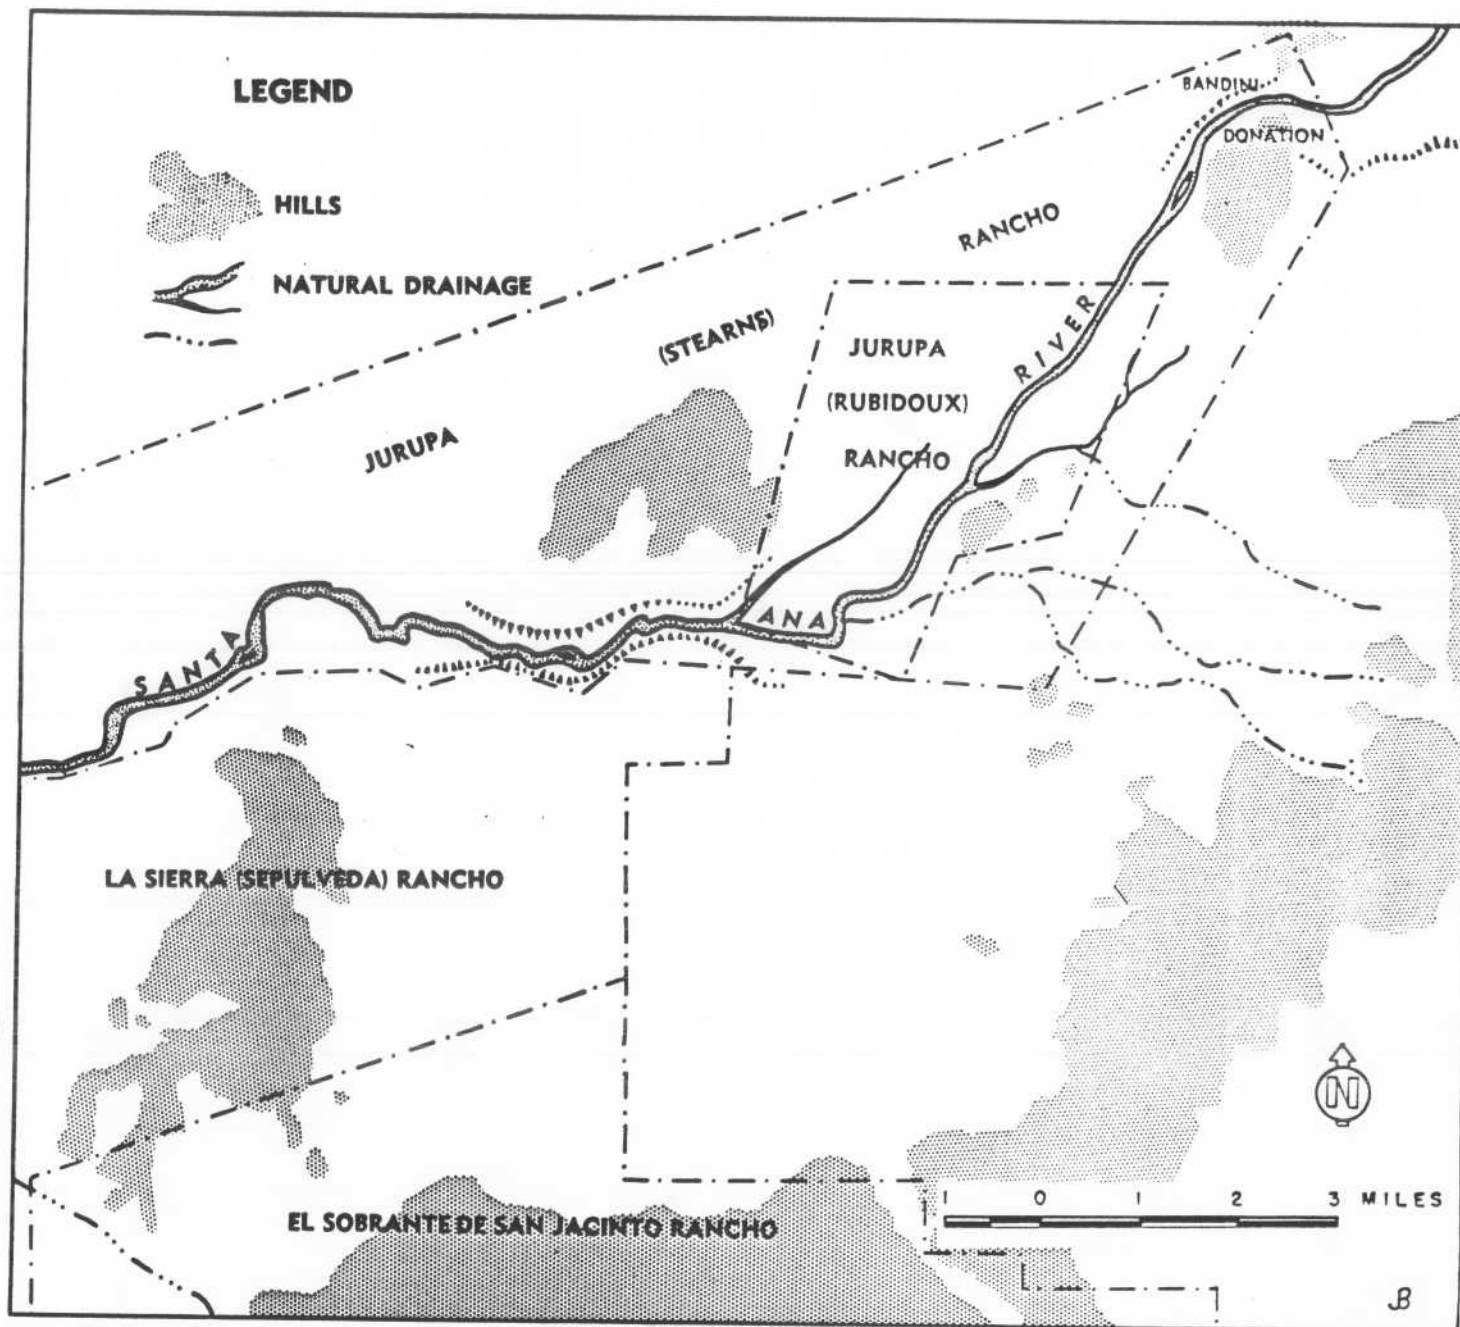 LEGEND
HILLS
NATURAL DRAINAGE
BANDINI
DONATION
JURUPA
(STEARNS)
RANCHO
JURUPA
(RUBIDOUX)
RANCHO
SANTA
ANA
RIVER
LA SIERRA (SEPULVEDA) RANCHO
EL SOBRANTE DE SAN JACINTO RANCHO
N
1 0 1 2 3 MILES
JB